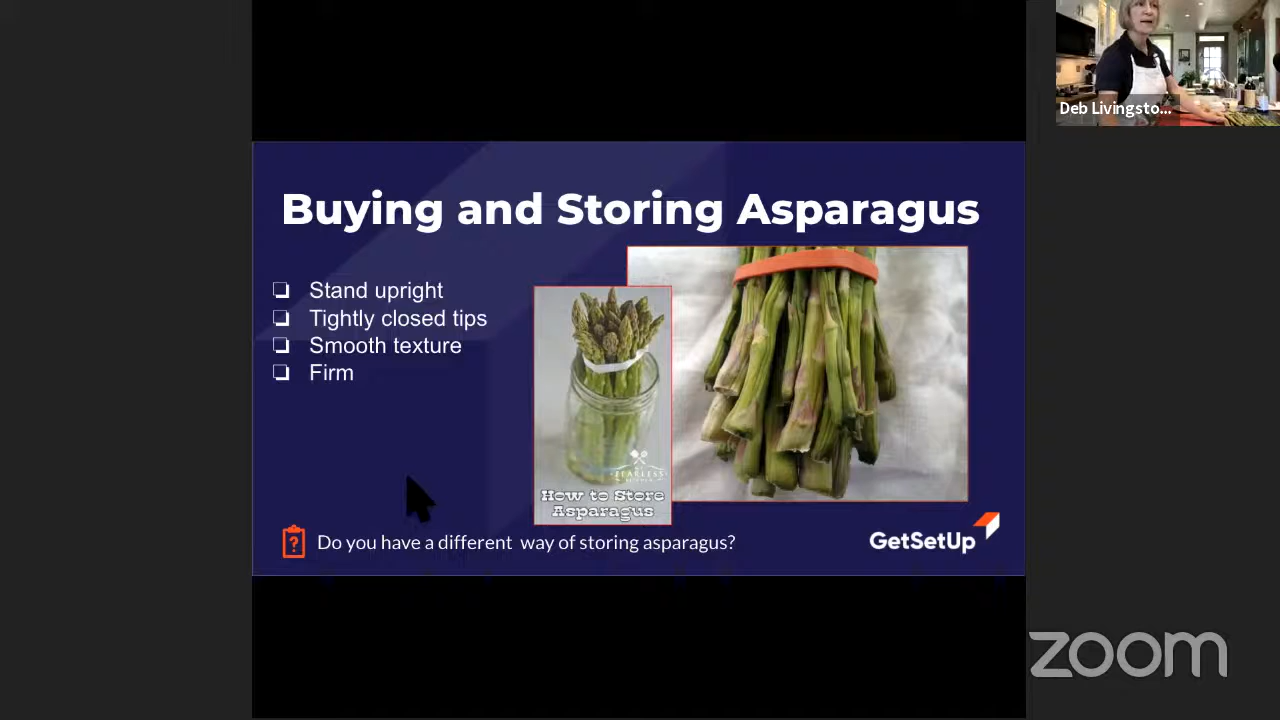 Deb Livingsto...
Buying and Storing Asparagus
❏ Stand upright
❏ Tightly closed tips
❏ Smooth texture
❏ Firm
FEARLESS
How to Store
Asparagus
? Do you have a different way of storing asparagus?
GetSetUp
zoom